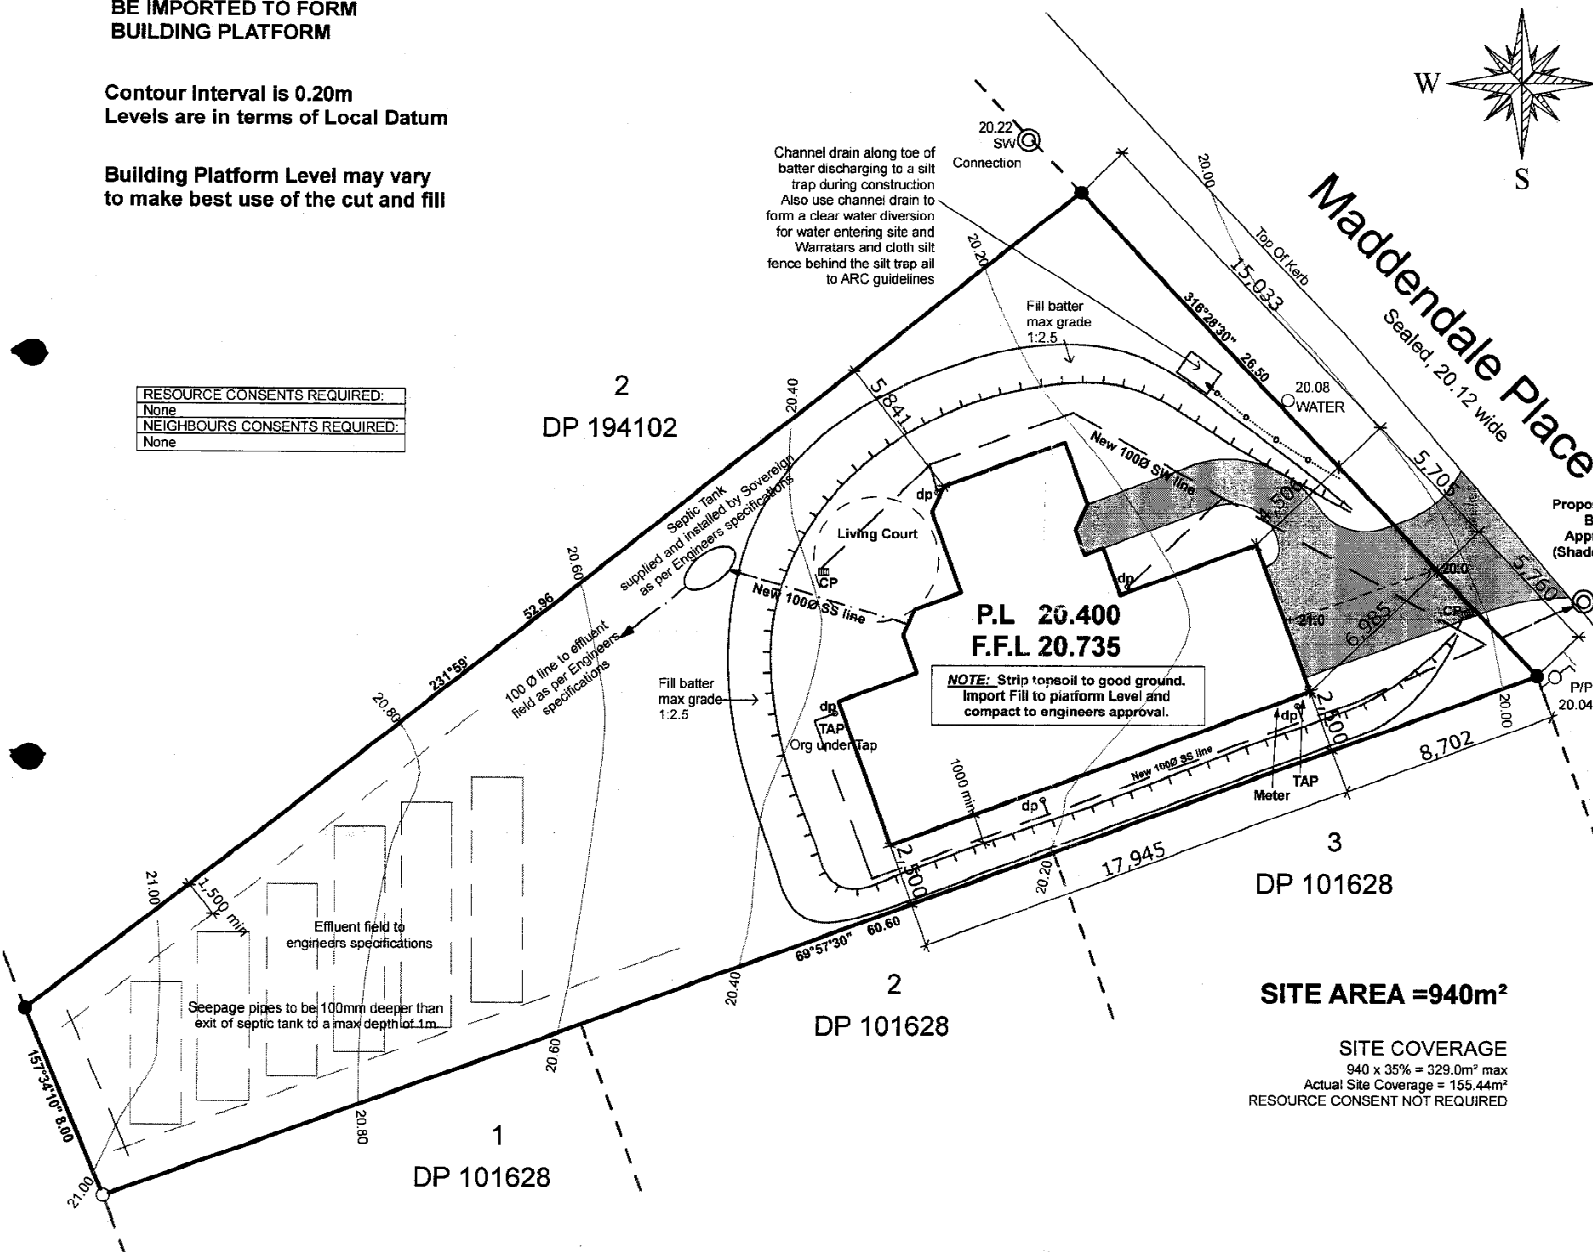 BE IMPORTED TO FORM
BUILDING PLATFORM
Contour Interval is 0.20m
Levels are in terms of Local Datum
Building Platform Level may vary
to make best use of the cut and fill
W
S
20.22
SW
Connection
Channel drain along toe of
batter discharging to a silt
trap during construction
Also use channel drain to
form a clear water diversion
for water entering site and
Warratars and cloth silt
fence behind the silt trap all
to ARC guidelines
20.00
Top Of Kerb
15,033
Maddendale Place
Sealed, 20.12 wide
20.20
Fill batter
max grade
1:2.5
316°28'30"
26.50
20.08
WATER
RESOURCE CONSENTS REQUIRED:
None
NEIGHBOURS CONSENTS REQUIRED:
None
2
DP 194102
20.40
5,841
New 100Ø SW line
5,705
4,506
Septic Tank
supplied and installed by Sovereign
as per Engineers specifications
dp
Living Court
CP
New 100Ø SS line
dp
20.60
52.96
231°59'
100 Ø line to effluent
field as per Engineers
specifications
20.80
P.L 20.400
F.F.L 20.735
NOTE: Strip topsoil to good ground.
Import Fill to platform Level and
compact to engineers approval.
21.0
20.0
CP
6,985
5,760
P/P
20.04
20.00
Fill batter
max grade
1:2.5
dp
TAP
Org under Tap
1000 min
New 100Ø SS line
dp
dp
2,500
Meter
TAP
8,702
2,500
17,945
20.20
3
DP 101628
21.00
1,500 min
Effluent field to
engineers specifications
Seepage pipes to be 100mm deeper than
exit of septic tank to a max depth of 1m
69°57'30"
60.60
20.40
2
DP 101628
20.60
157°34'10" 8.00
20.80
21.00
1
DP 101628
SITE AREA =940m²
SITE COVERAGE
940 x 35% = 329.0m² max
Actual Site Coverage = 155.44m²
RESOURCE CONSENT NOT REQUIRED